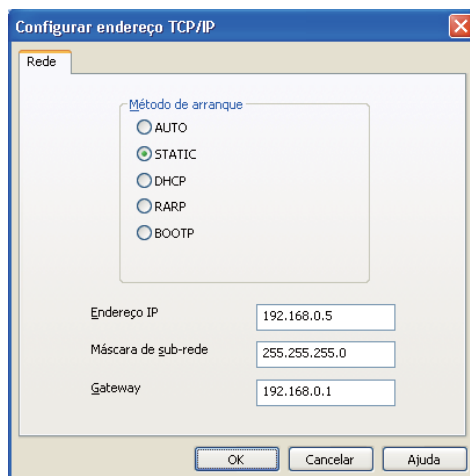 Configurar endereço TCP/IP
Rede
Método de arranque
AUTO
STATIC
DHCP
RARP
BOOTP
Endereço IP 192.168.0.5
Máscara de sub-rede 255.255.255.0
Gateway 192.168.0.1
OK Cancelar Ajuda